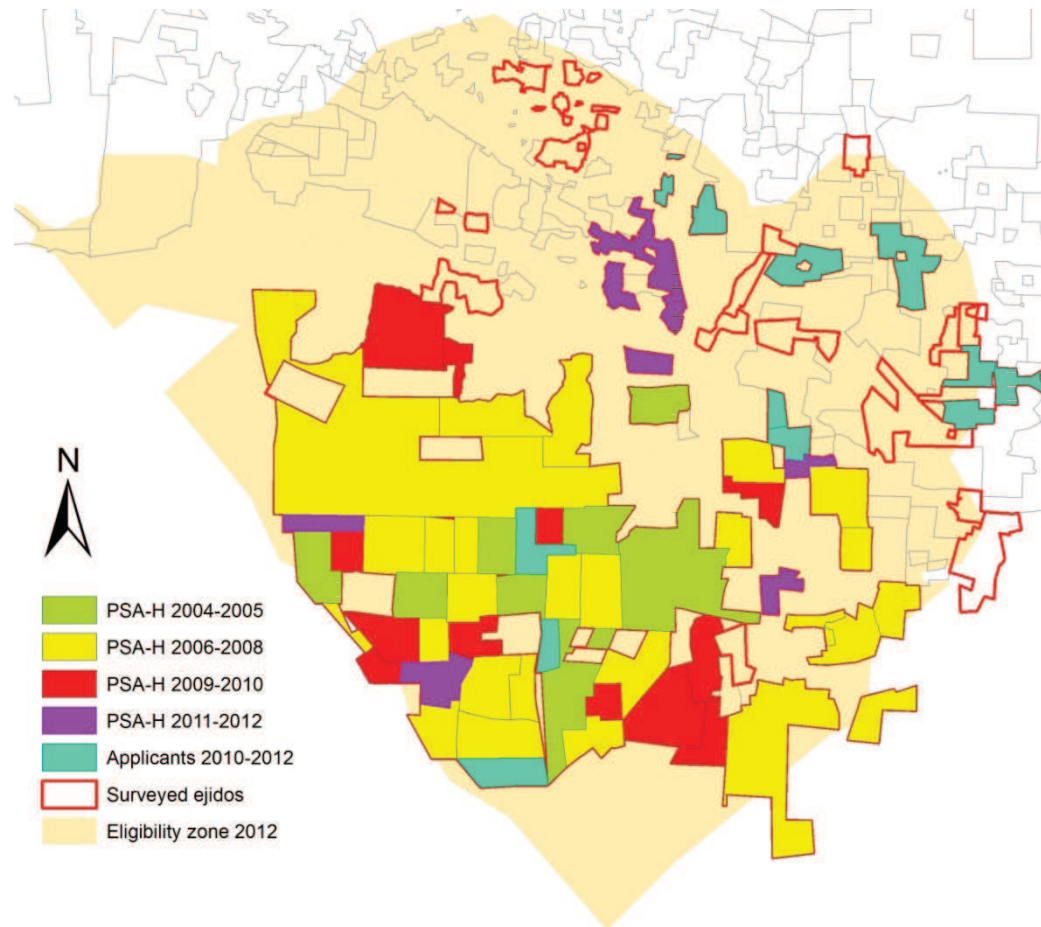 N
PSA-H 2004-2005
PSA-H 2006-2008
PSA-H 2009-2010
PSA-H 2011-2012
Applicants 2010-2012
Surveyed ejidos
Eligibility zone 2012